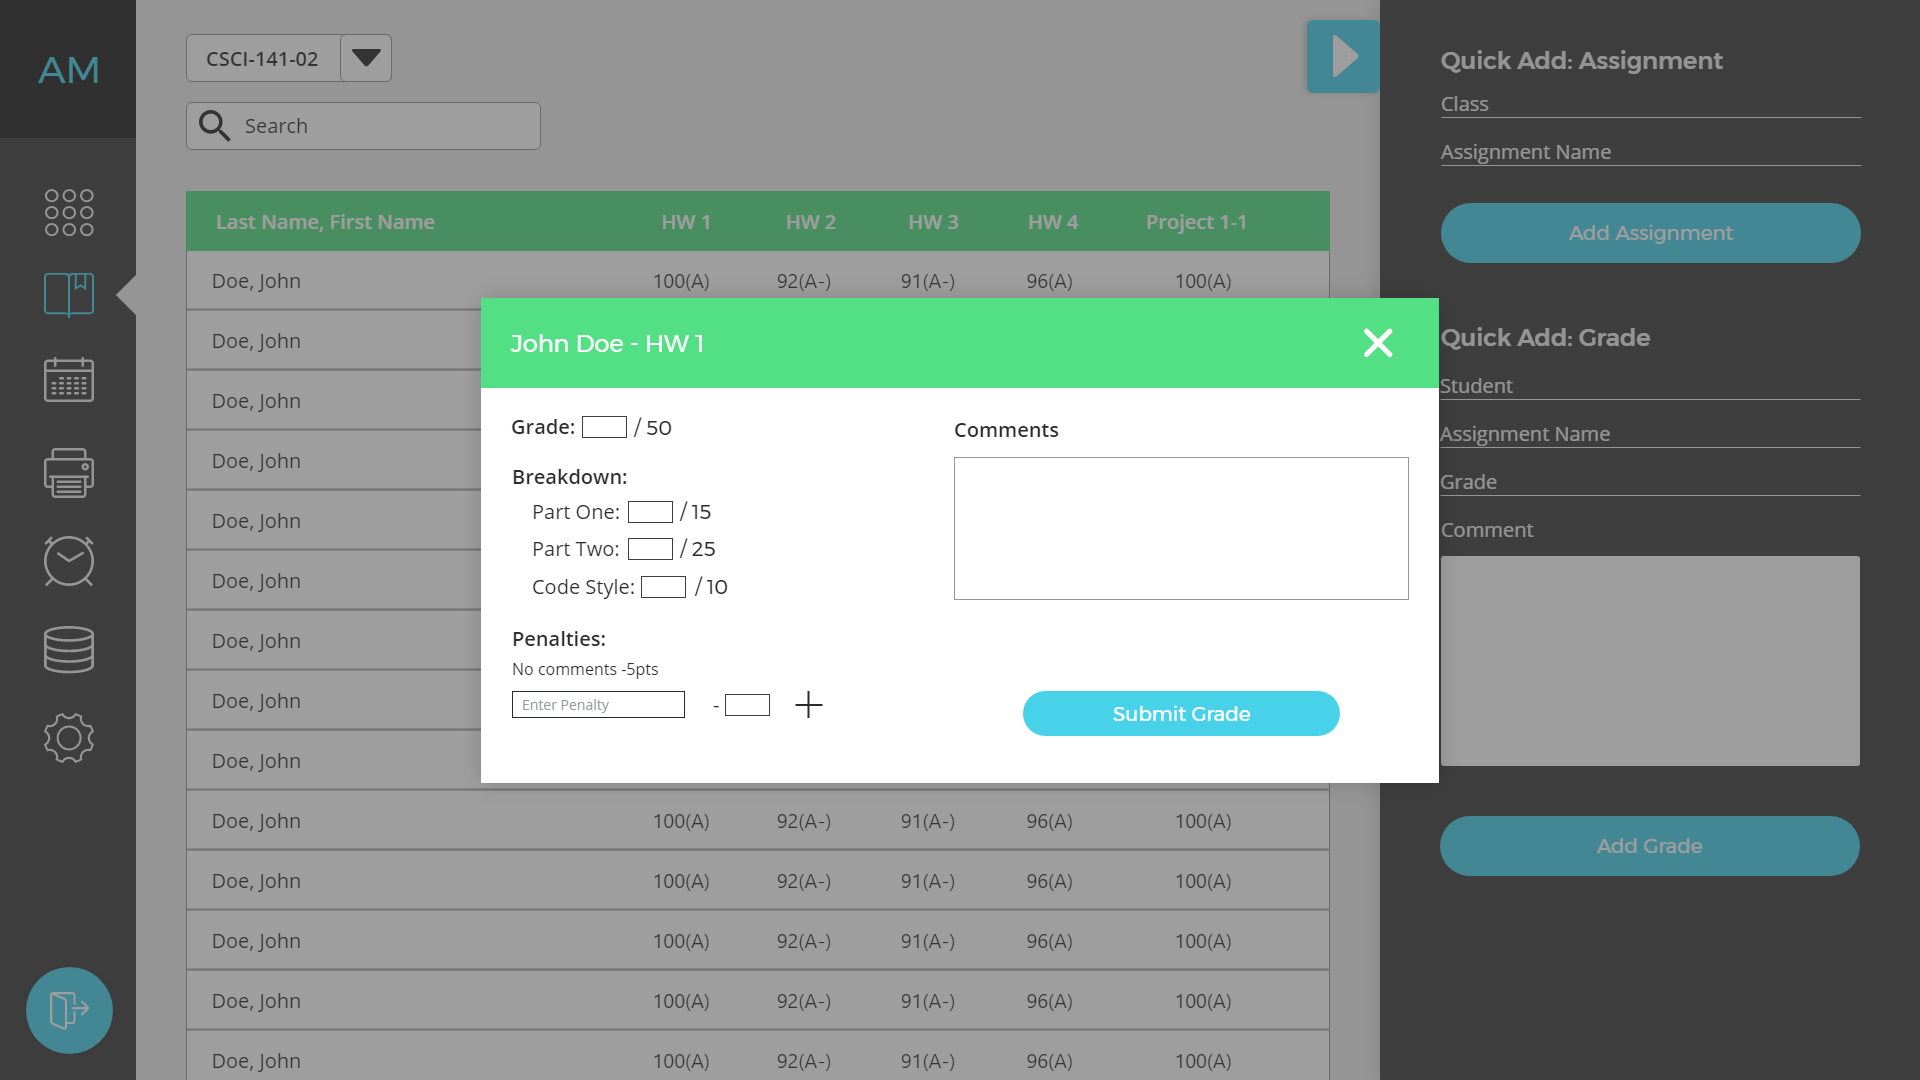 AM
CSCI-141-02
Search
Last Name, First Name HW 1 HW 2 HW 3 HW 4 Project 1-1
Doe, John 100(A) 92(A-) 91(A-) 96(A) 100(A)
Doe, John
Doe, John
Doe, John
Doe, John
Doe, John
Doe, John
Doe, John
Doe, John
Doe, John 100(A) 92(A-) 91(A-) 96(A) 100(A)
Doe, John 100(A) 92(A-) 91(A-) 96(A) 100(A)
Doe, John 100(A) 92(A-) 91(A-) 96(A) 100(A)
Doe, John 100(A) 92(A-) 91(A-) 96(A) 100(A)
Doe, John 100(A) 92(A-) 91(A-) 96(A) 100(A)
John Doe - HW 1
Grade: / 50
Breakdown:
Part One: / 15
Part Two: / 25
Code Style: / 10
Penalties:
No comments -5pts
Enter Penalty -
Comments
Submit Grade
Quick Add: Assignment
Class
Assignment Name
Add Assignment
Quick Add: Grade
Student
Assignment Name
Grade
Comment
Add Grade